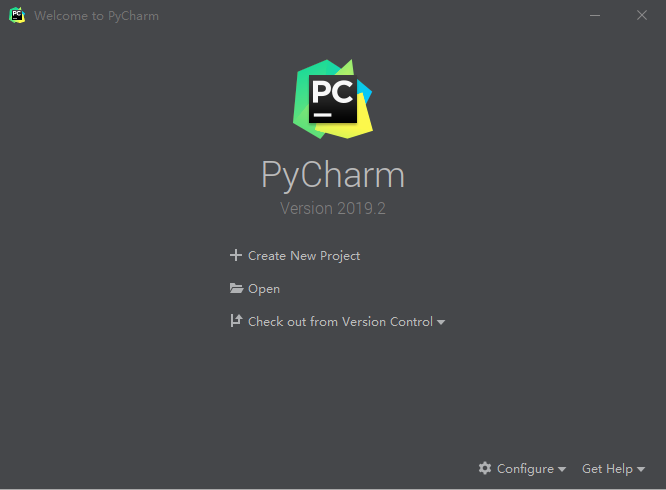 PC Welcome to PyCharm
PC
PyCharm
Version 2019.2
Create New Project
Open
Check out from Version Control
Configure Get Help